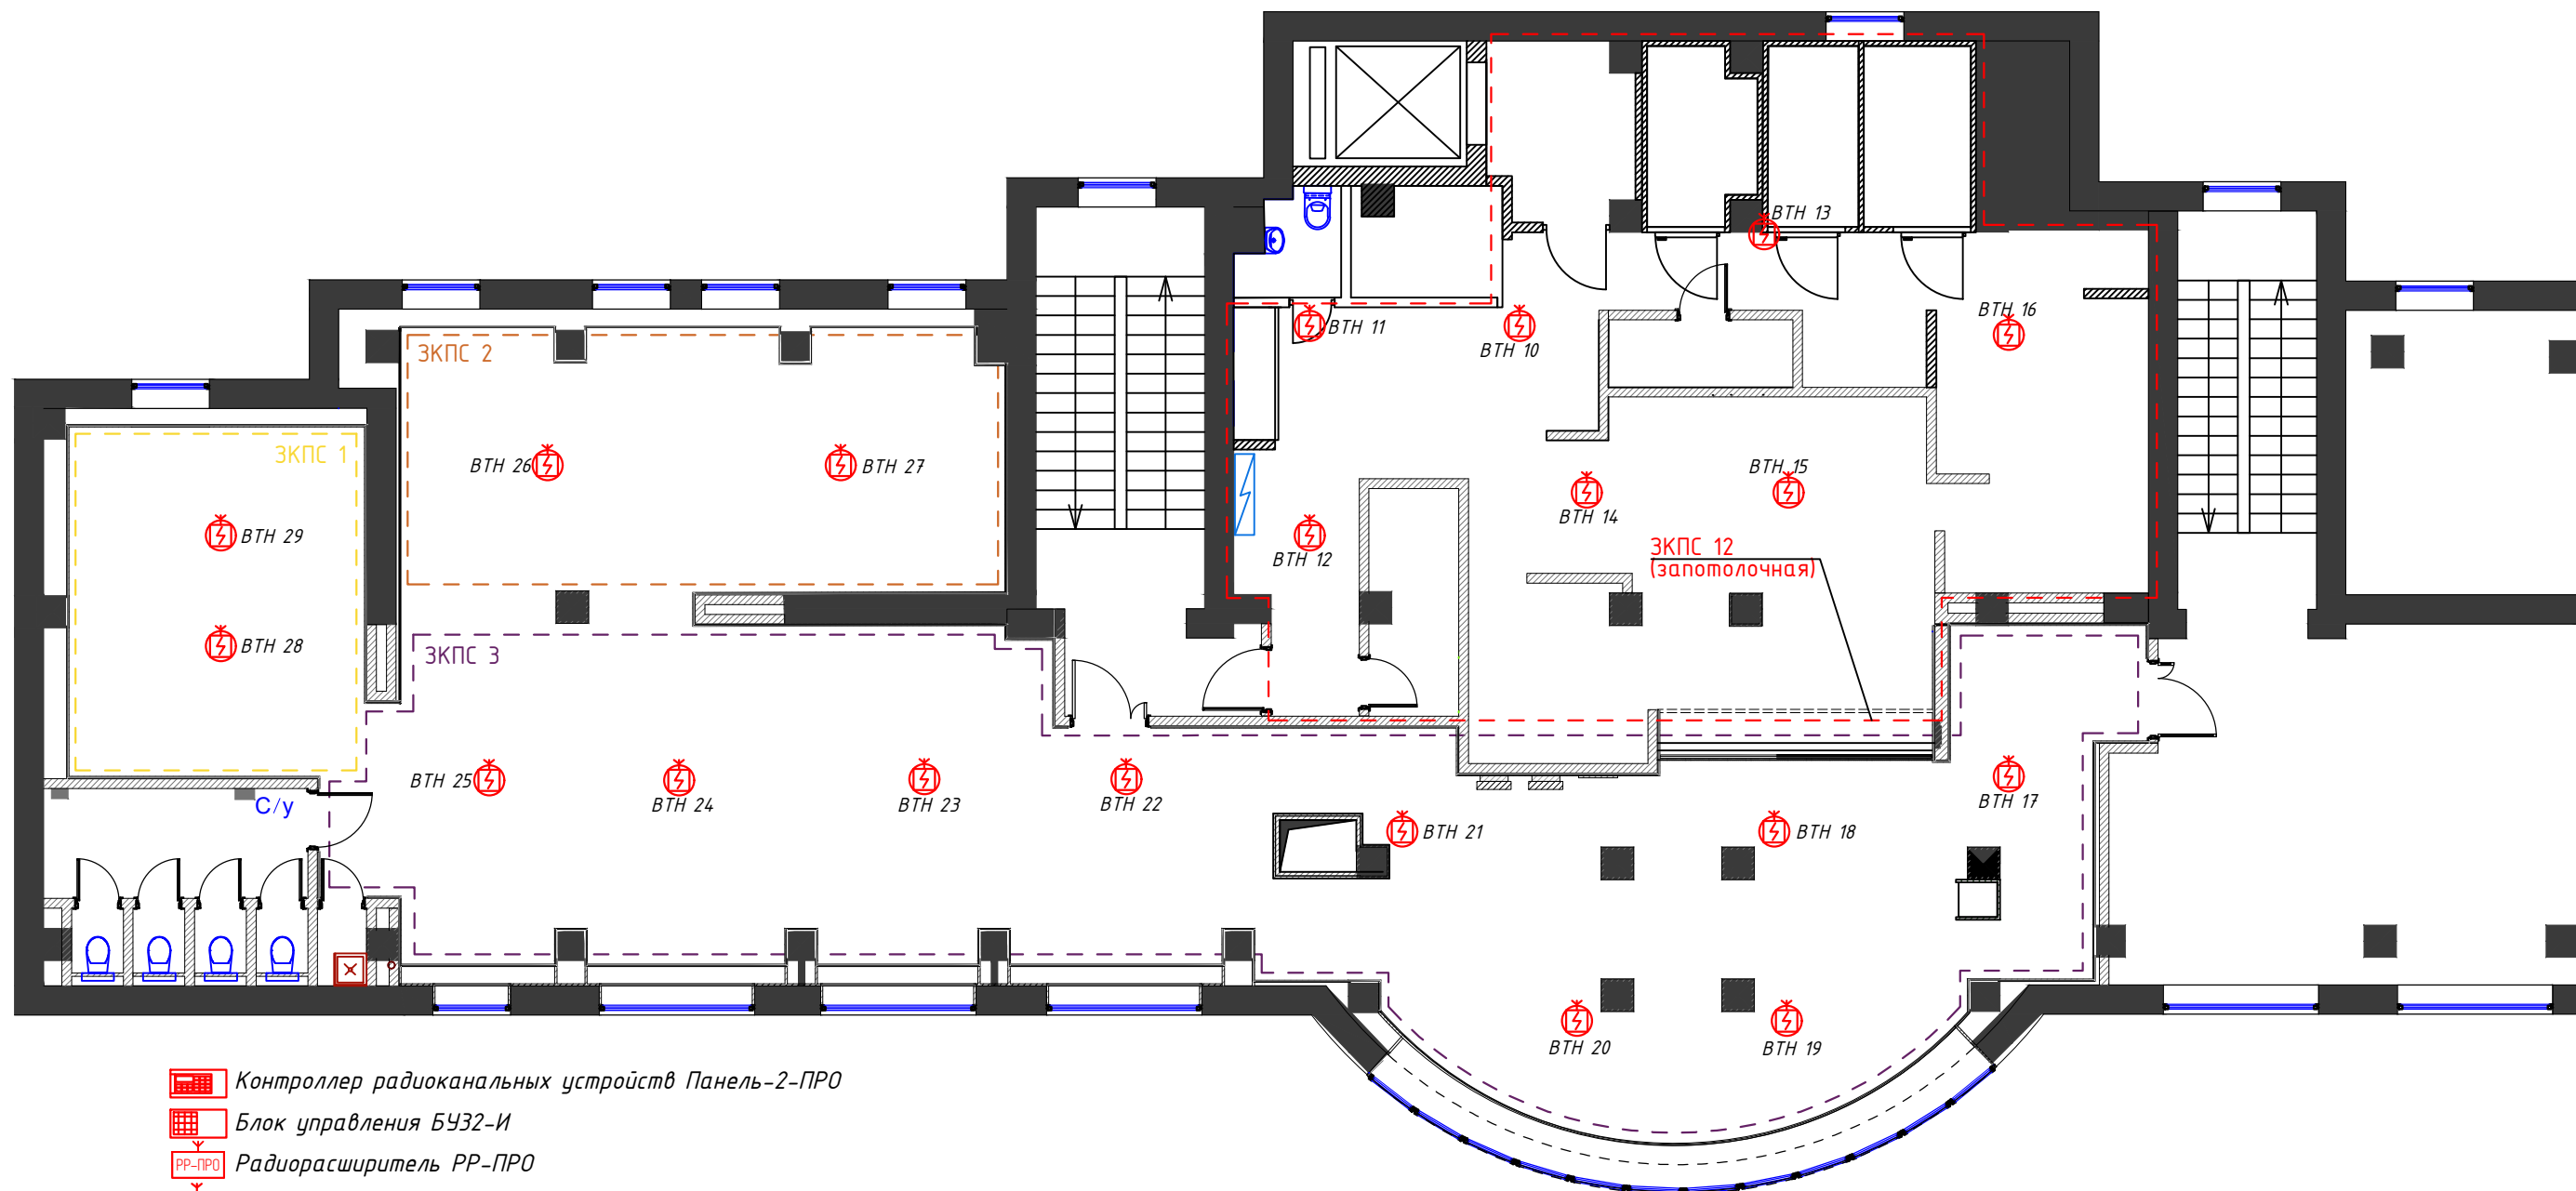 ВТН 13
ВТН 16
ВТН 11
ВТН 10
ЗКПС 2
ЗКПС 1
ВТН 26
ВТН 27
ВТН 15
ВТН 14
ВТН 29
ВТН 12
ЗКПС 12
(запотолочная)
ВТН 28
ЗКПС 3
ВТН 25
ВТН 24
ВТН 23
ВТН 22
ВТН 17
С/у
ВТН 21
ВТН 18
ВТН 20
ВТН 19
Контроллер радиоканальных устройств Панель-2-ПРО
Блок управления БУ32-И
РР-ПРО Радиорасширитель РР-ПРО